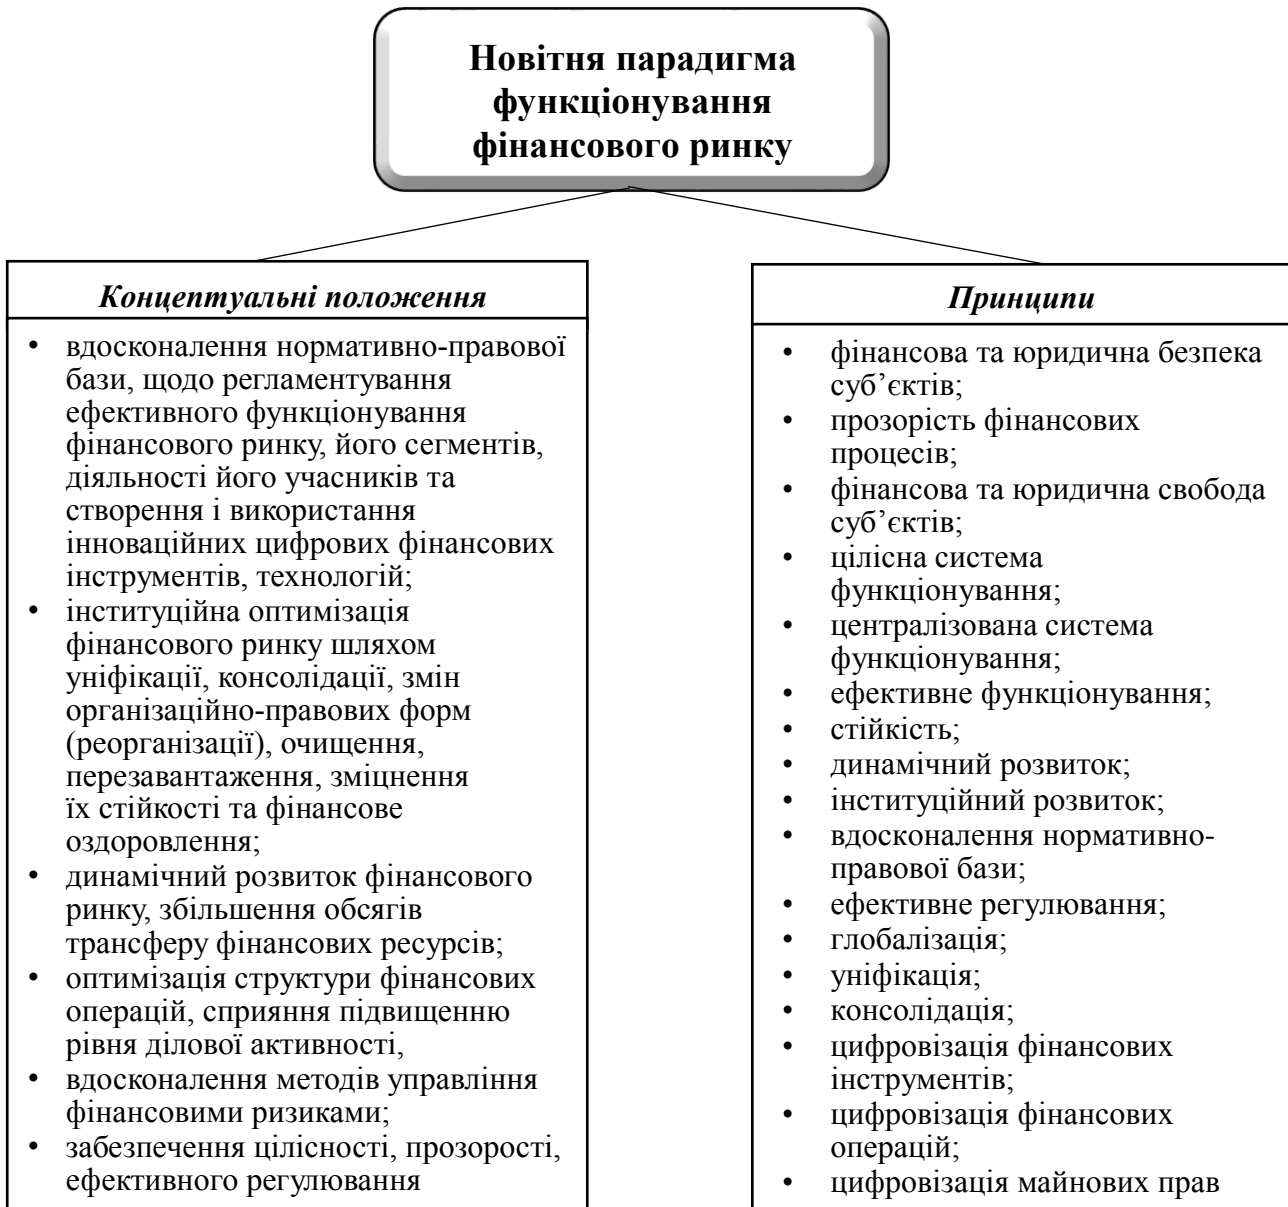 Новітня парадигма
функціонування
фінансового ринку
Концептуальні положення
• вдосконалення нормативно-правової
бази, щодо регламентування
ефективного функціонування
фінансового ринку, його сегментів,
діяльності його учасників та
створення і використання
інноваційних цифрових фінансових
інструментів, технологій;
• інституційна оптимізація
фінансового ринку шляхом
уніфікації, консолідації, змін
організаційно-правових форм
(реорганізації), очищення,
перезавантаження, зміцнення
їх стійкості та фінансове
оздоровлення;
• динамічний розвиток фінансового
ринку, збільшення обсягів
трансферу фінансових ресурсів;
• оптимізація структури фінансових
операцій, сприяння підвищенню
рівня ділової активності,
• вдосконалення методів управління
фінансовими ризиками;
• забезпечення цілісності, прозорості,
ефективного регулювання
Принципи
• фінансова та юридична безпека
суб’єктів;
• прозорість фінансових
процесів;
• фінансова та юридична свобода
суб’єктів;
• цілісна система
функціонування;
• централізована система
функціонування;
• ефективне функціонування;
• стійкість;
• динамічний розвиток;
• інституційний розвиток;
• вдосконалення нормативно-
правової бази;
• ефективне регулювання;
• глобалізація;
• уніфікація;
• консолідація;
• цифровізація фінансових
інструментів;
• цифровізація фінансових
операцій;
• цифровізація майнових прав